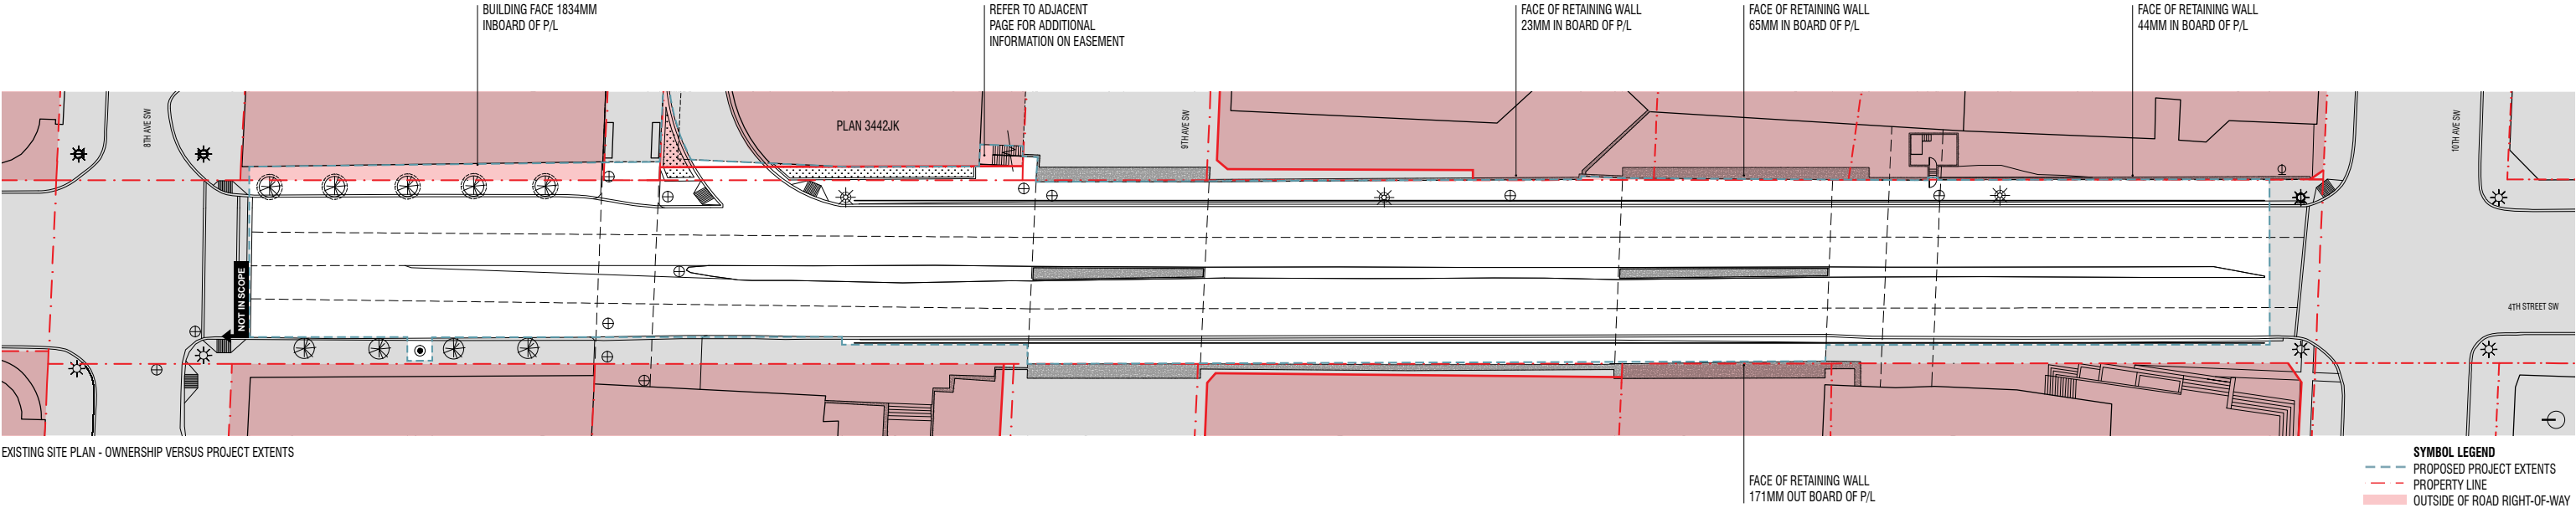 BUILDING FACE 1834MM
INBOARD OF P/L
REFER TO ADJACENT
PAGE FOR ADDITIONAL
INFORMATION ON EASEMENT
FACE OF RETAINING WALL
23MM IN BOARD OF P/L
FACE OF RETAINING WALL
65MM IN BOARD OF P/L
FACE OF RETAINING WALL
44MM IN BOARD OF P/L
8TH AVE SW
PLAN 3442JK
9TH AVE SW
10TH AVE SW
NOT IN SCOPE
4TH STREET SW
EXISTING SITE PLAN - OWNERSHIP VERSUS PROJECT EXTENTS
FACE OF RETAINING WALL
171MM OUT BOARD OF P/L
SYMBOL LEGEND
PROPOSED PROJECT EXTENTS
PROPERTY LINE
OUTSIDE OF ROAD RIGHT-OF-WAY